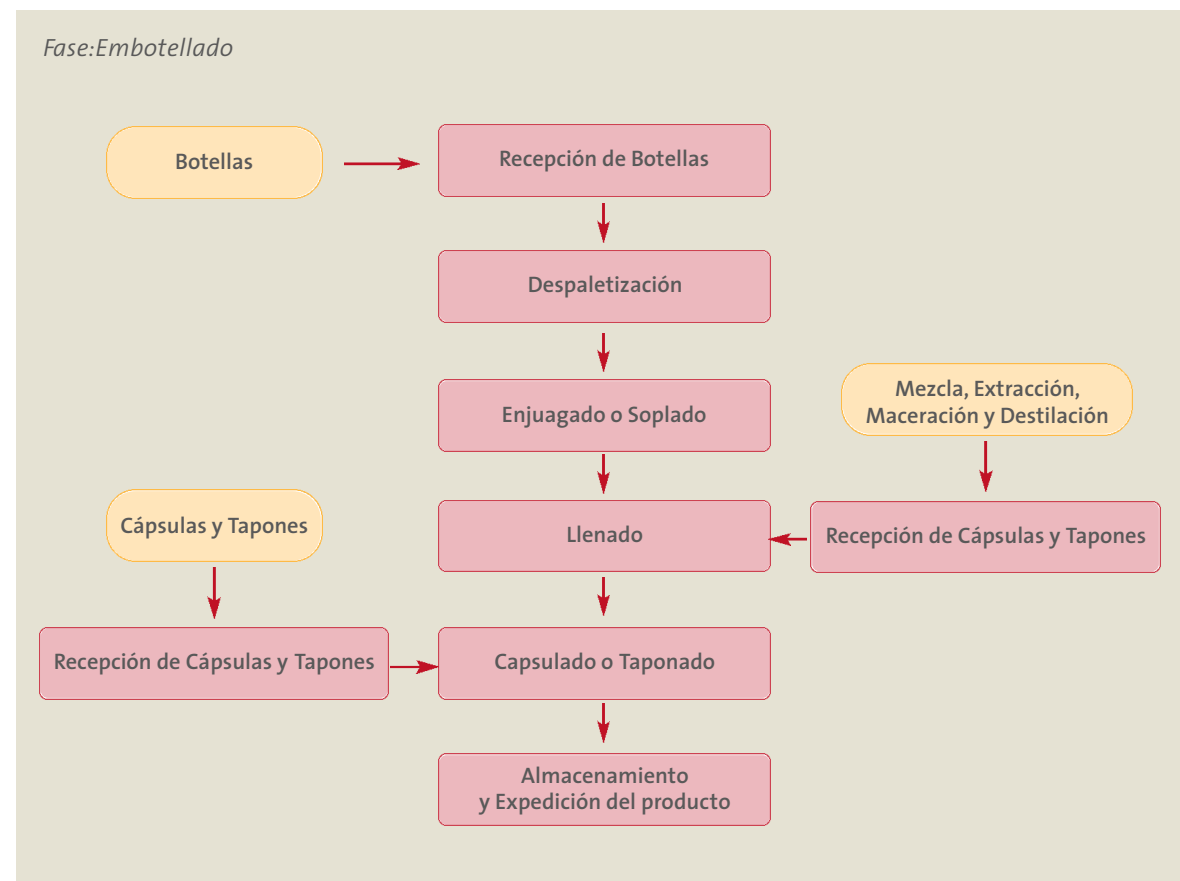 Fase:Embotellado
Botellas
Recepción de Botellas
Despaletización
Enjuagado o Soplado
Mezcla, Extracción,
Maceración y Destilación
Cápsulas y Tapones
Llenado
Recepción de Cápsulas y Tapones
Recepción de Cápsulas y Tapones
Capsulado o Taponado
Almacenamiento
y Expedición del producto